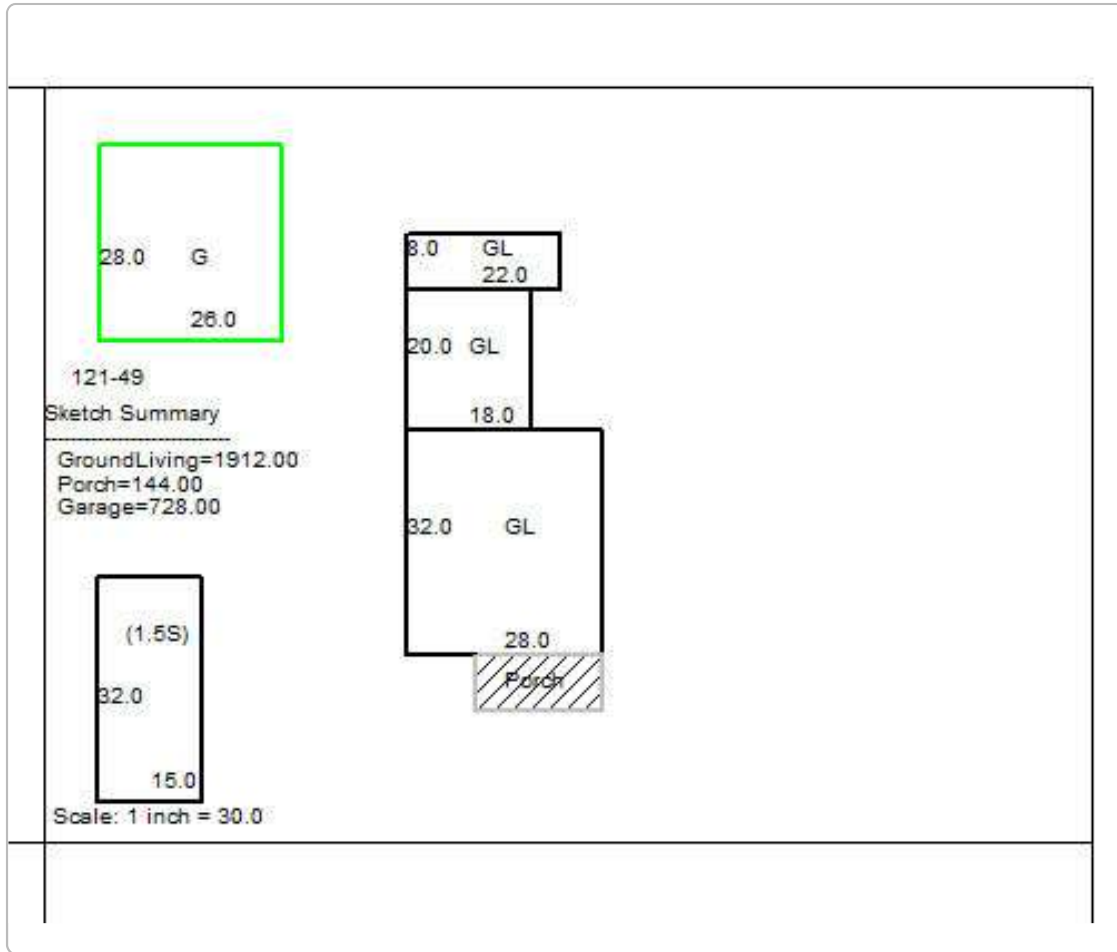 28.0 G
26.0
8.0 GL
22.0
20.0 GL
18.0
121-49
Sketch Summary
GroundLiving=1912.00
Porch=144.00
Garage=728.00
32.0 GL
28.0
Porch
(1.5S)
32.0
15.0
Scale: 1 inch = 30.0